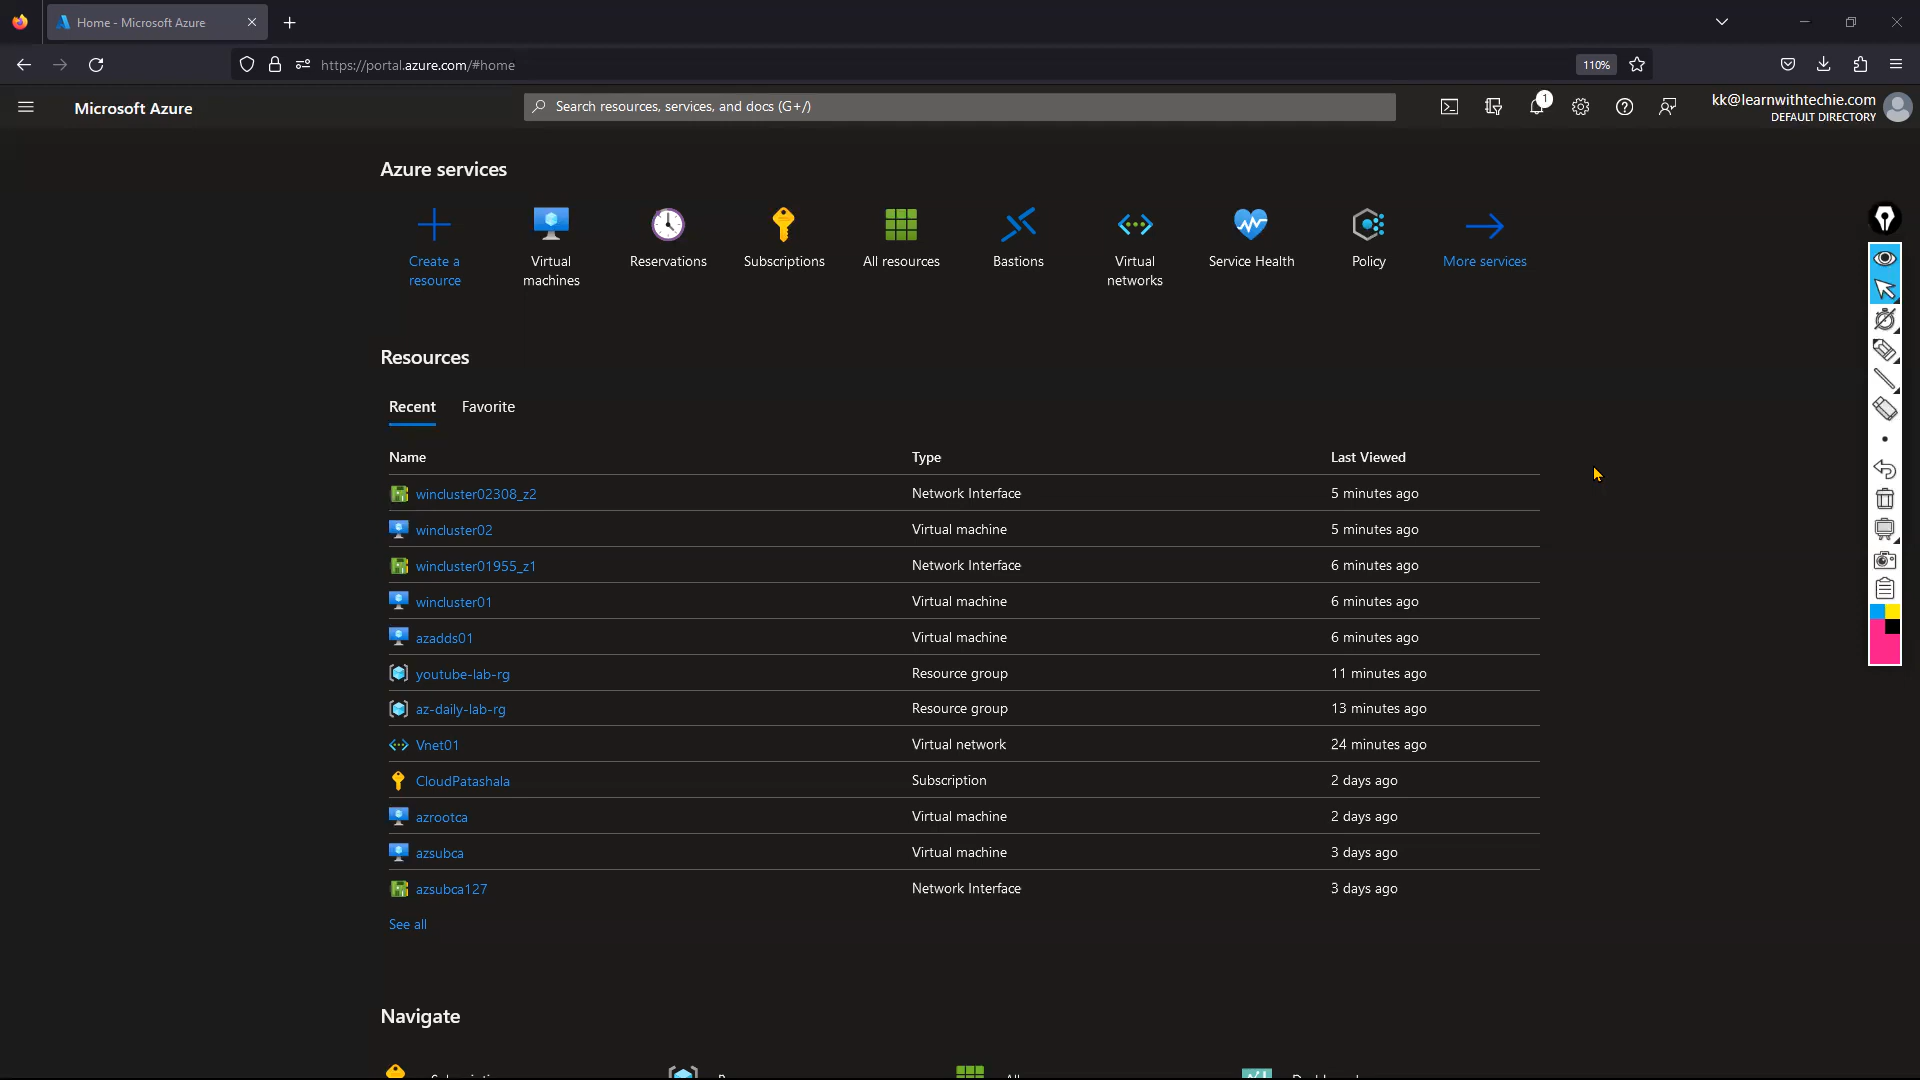 Home - Microsoft Azure
https://portal.azure.com/#home
110%
Microsoft Azure
Search resources, services, and docs (G+/)
1
kk@learnwithtechie.com
DEFAULT DIRECTORY
Azure services
Create a resource
Virtual machines
Reservations
Subscriptions
All resources
Bastions
Virtual networks
Service Health
Policy
More services
Resources
Recent Favorite
Name Type Last Viewed
wincluster02308_z2 Network Interface 5 minutes ago
wincluster02 Virtual machine 5 minutes ago
wincluster01955_z1 Network Interface 6 minutes ago
wincluster01 Virtual machine 6 minutes ago
azadds01 Virtual machine 6 minutes ago
youtube-lab-rg Resource group 11 minutes ago
az-daily-lab-rg Resource group 13 minutes ago
Vnet01 Virtual network 24 minutes ago
CloudPatashala Subscription 2 days ago
azrootca Virtual machine 2 days ago
azsubca Virtual machine 3 days ago
azsubca127 Network Interface 3 days ago
See all
Navigate